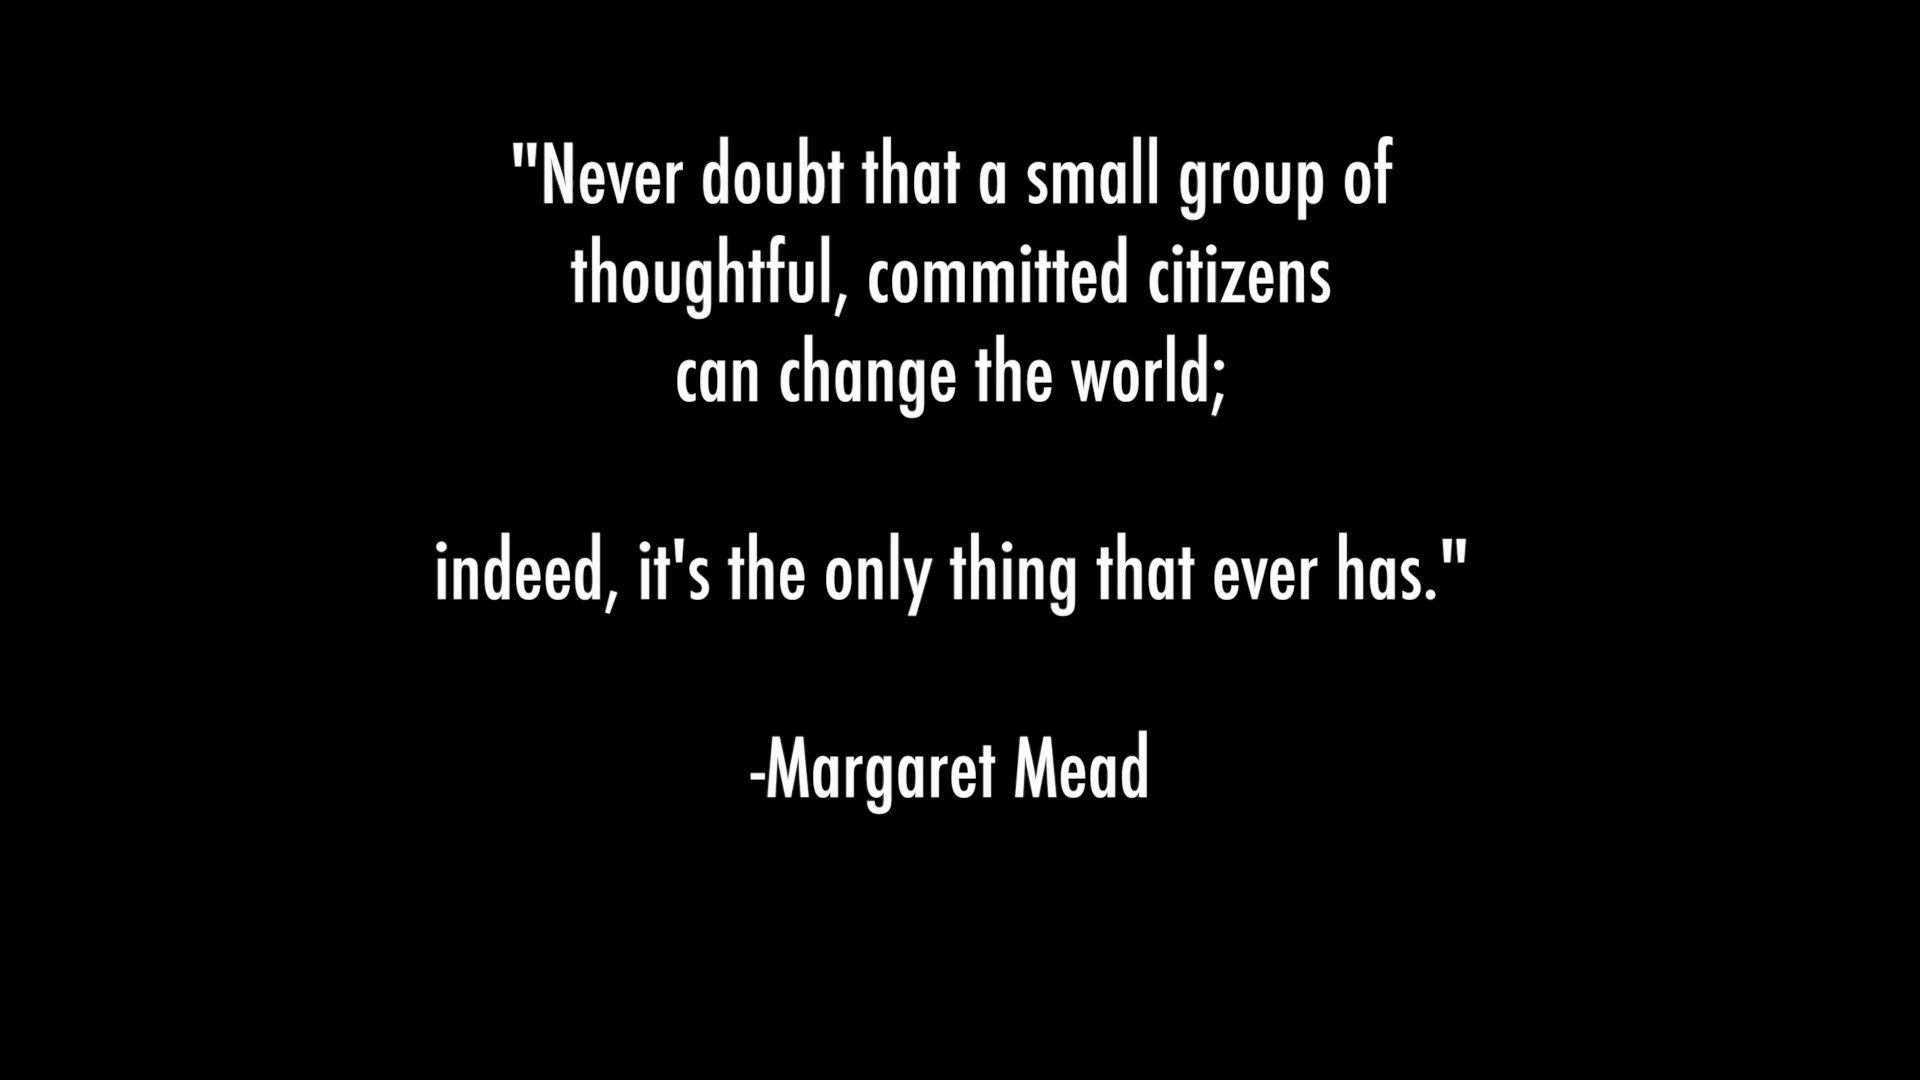 "Never doubt that a small group of
thoughtful, committed citizens
can change the world;
indeed, it's the only thing that ever has."
-Margaret Mead